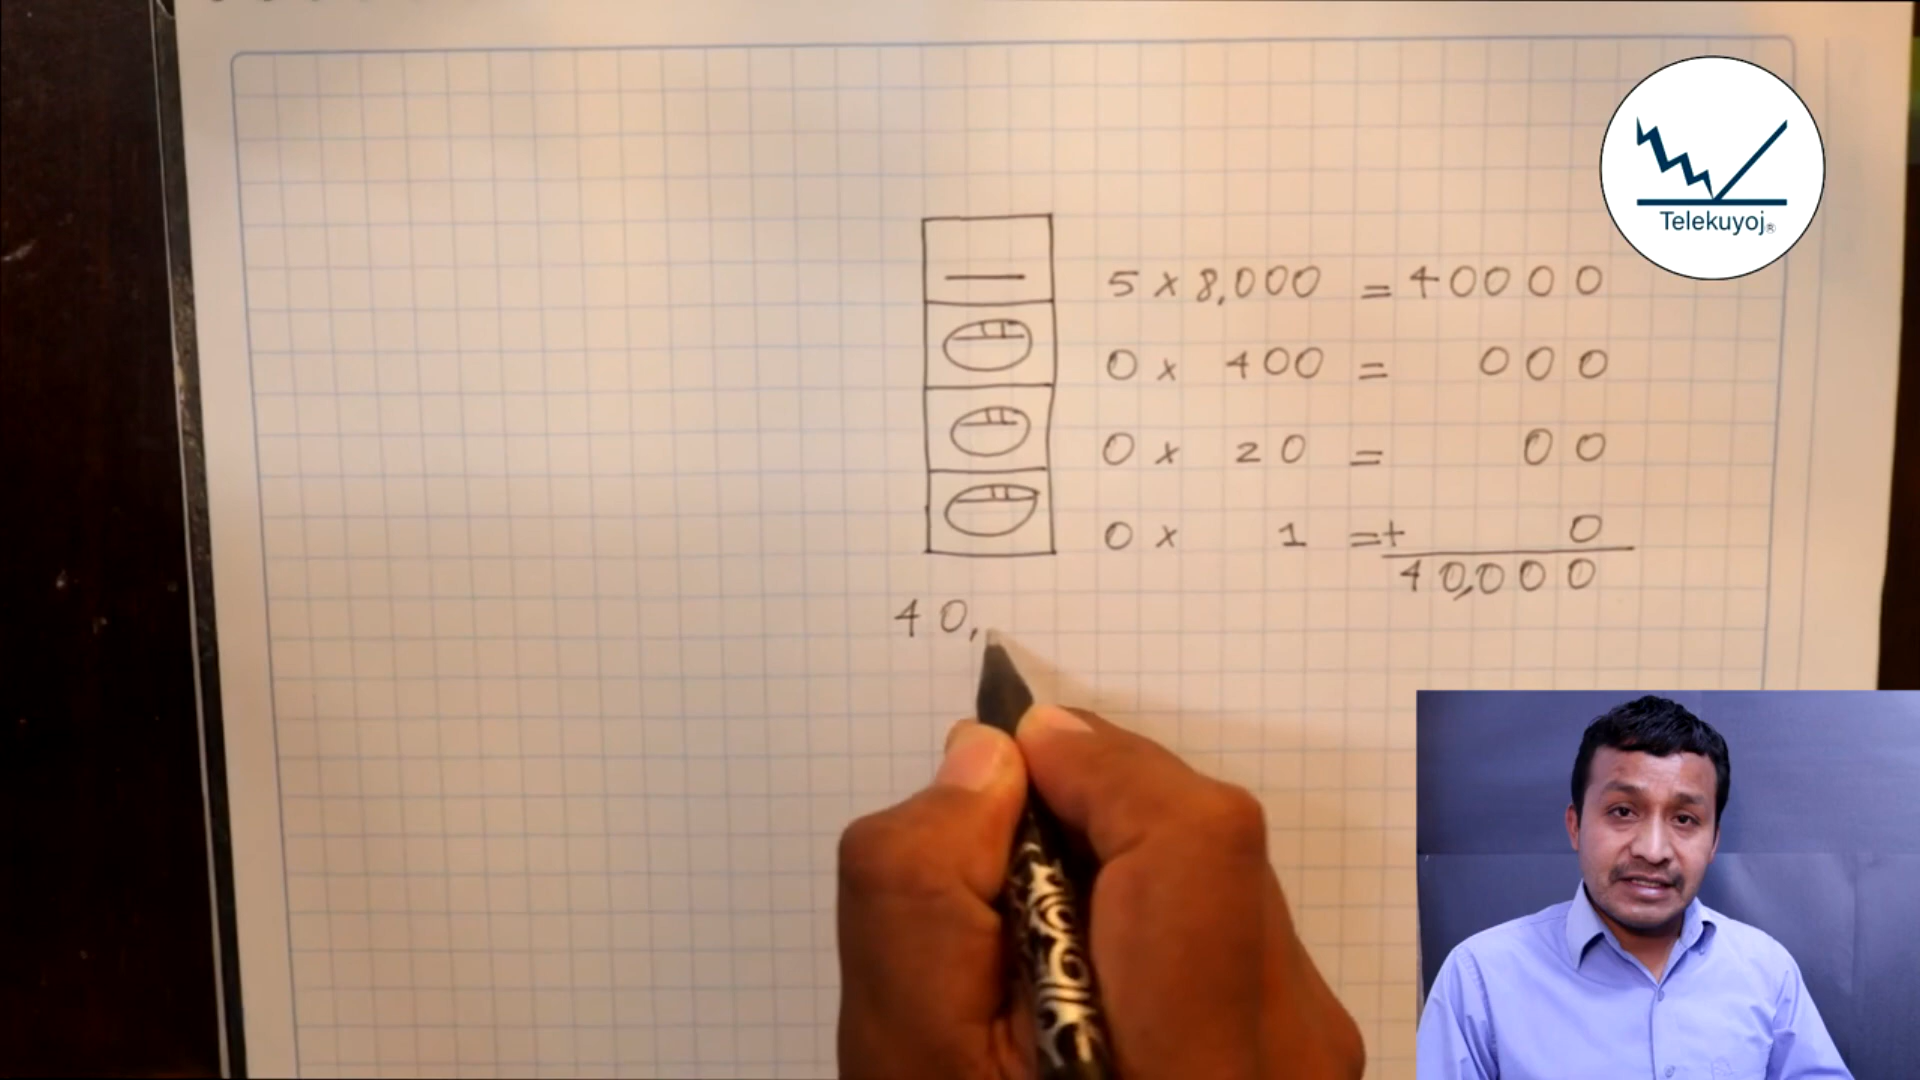 Telekuyoj®
5 x 8,000 = 40000
0 x 400 = 000
0 x 20 = 00
0 x 1 = + 0
40,000
40,